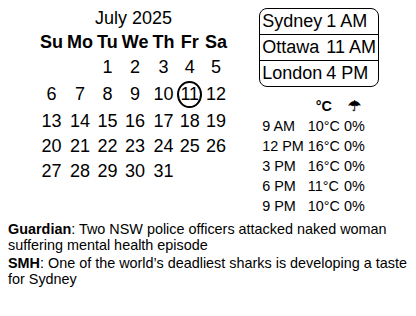 July 2025
Su Mo Tu We Th Fr Sa
1 2 3 4 5
6 7 8 9 10 11 12
13 14 15 16 17 18 19
20 21 22 23 24 25 26
27 28 29 30 31
Sydney 1 AM
Ottawa 11 AM
London 4 PM
°C ☂
9 AM 10°C 0%
12 PM 16°C 0%
3 PM 16°C 0%
6 PM 11°C 0%
9 PM 10°C 0%
Guardian: Two NSW police officers attacked naked woman
suffering mental health episode
SMH: One of the world's deadliest sharks is developing a taste
for Sydney